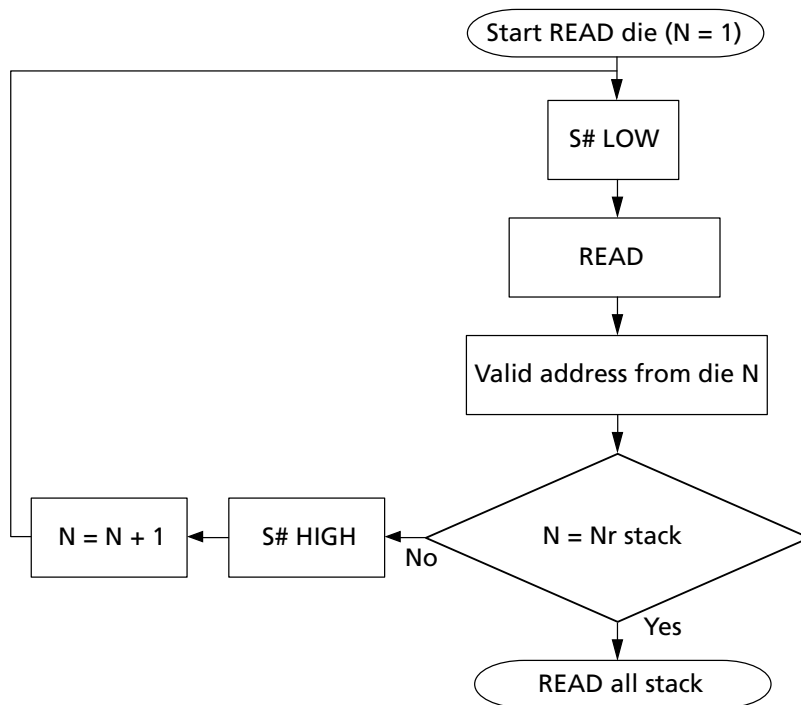 Start READ die (N = 1)
S# LOW
READ
Valid address from die N
N = Nr stack
No
S# HIGH
N = N + 1
Yes
READ all stack